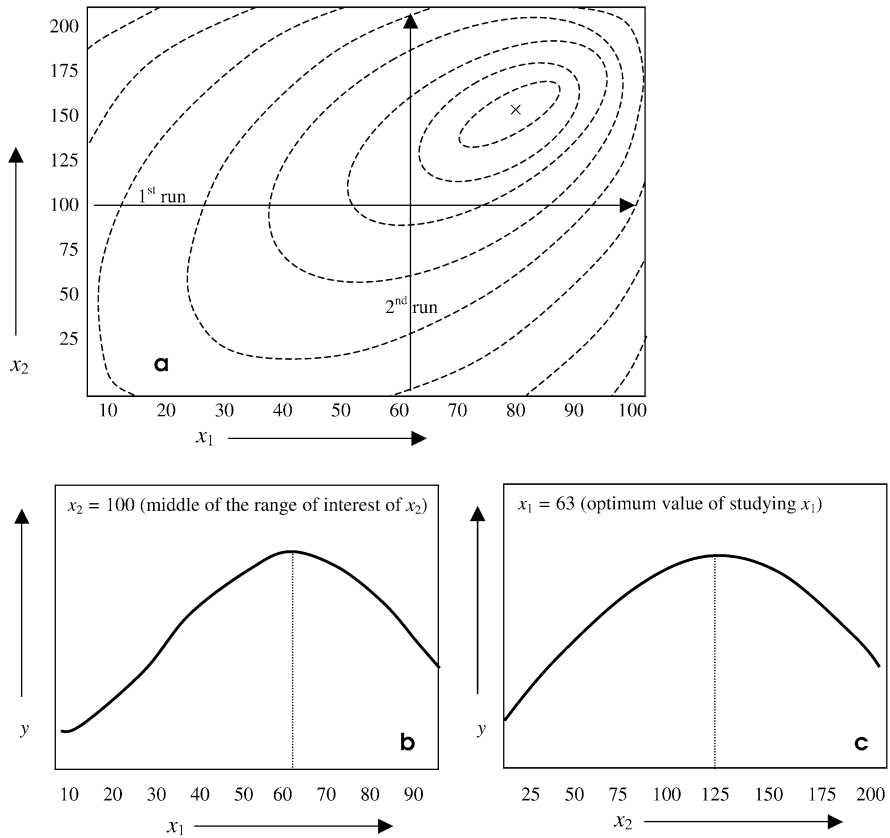 200
175
150
125
100
75
50
25
x₂
1st run
2nd run
a
×
10 20 30 40 50 60 70 80 90 100
x₁
x₂ = 100 (middle of the range of interest of x₂)
y
b
10 20 30 40 50 60 70 80 90
x₁
x₁ = 63 (optimum value of studying x₁)
y
c
25 50 75 100 125 150 175 200
x₂